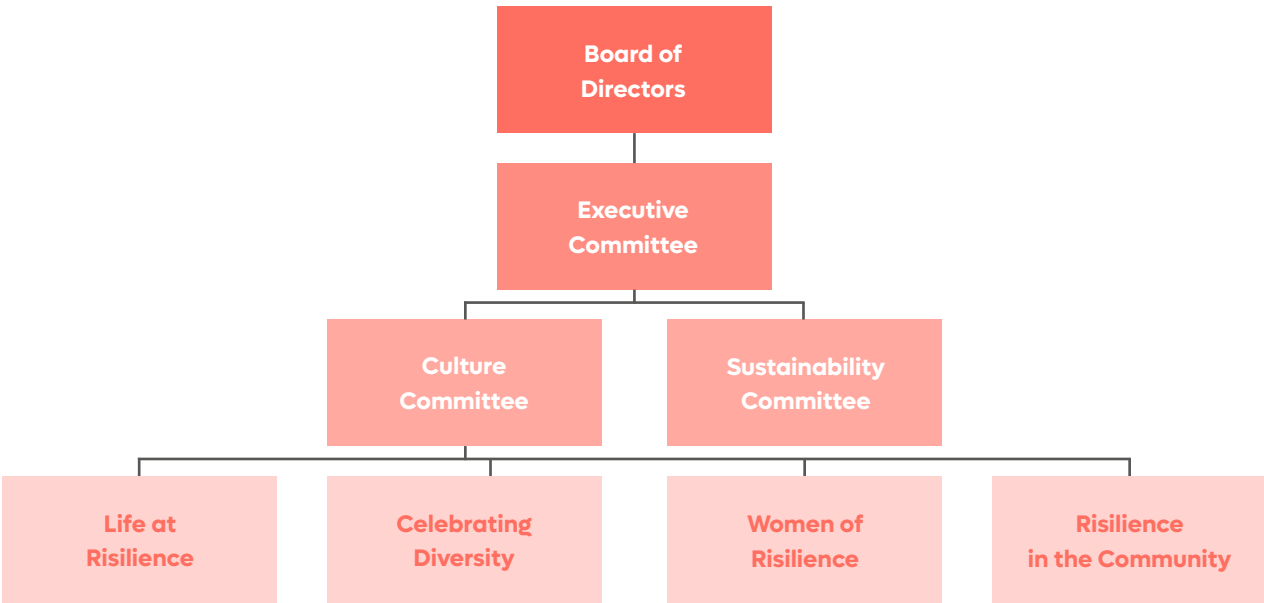 Board of
Directors
Executive
Committee
Culture
Committee
Sustainability
Committee
Life at
Risilience
Celebrating
Diversity
Women of
Risilience
Risilience
in the Community